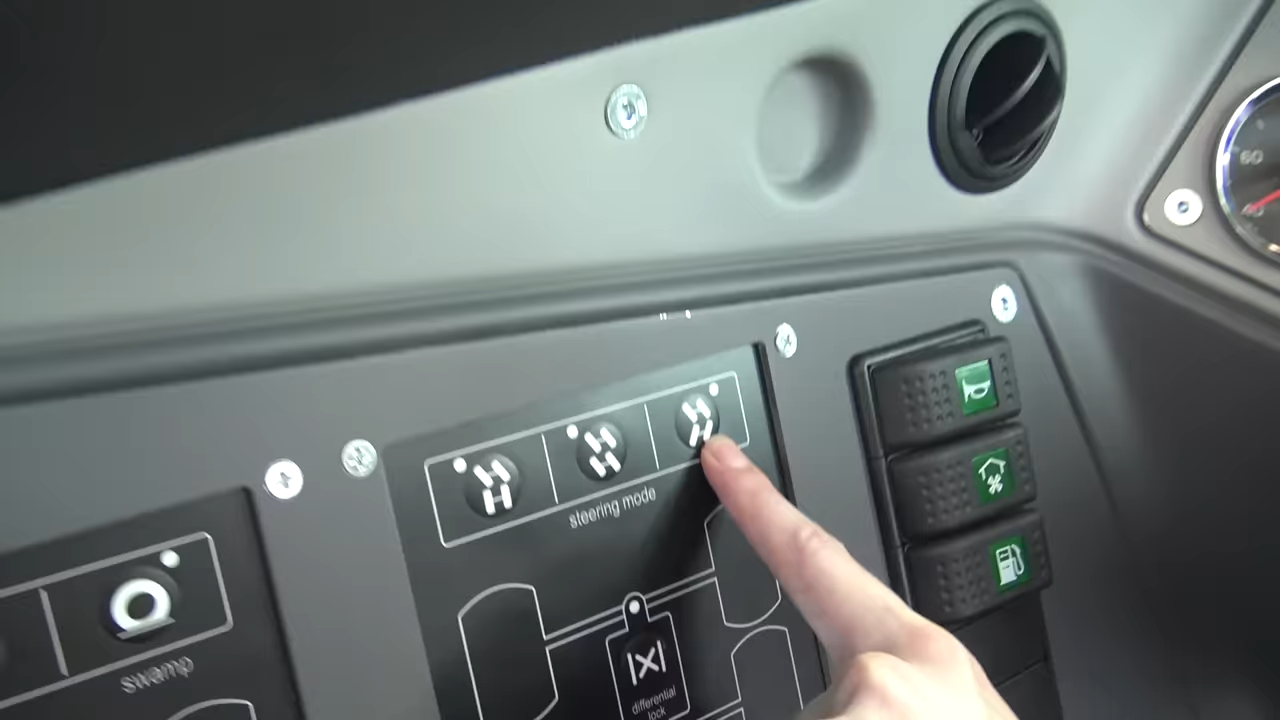 60
steering mode
swamp
differential
lock